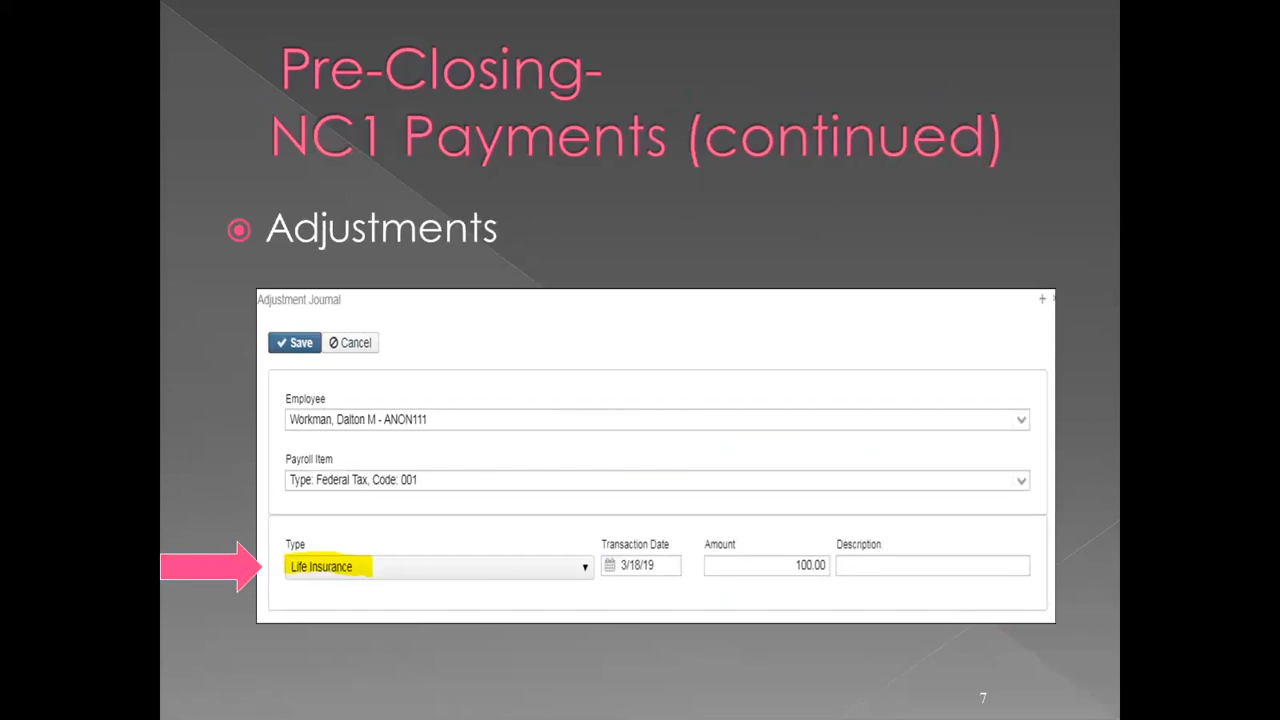 Pre-Closing-
NC1 Payments (continued)
Adjustments
Adjustment Journal
Save Cancel
Employee
Workman, Dalton M - ANON111
Payroll Item
Type: Federal Tax, Code: 001
Type Transaction Date Amount Description
Life Insurance 3/18/19 100.00
7